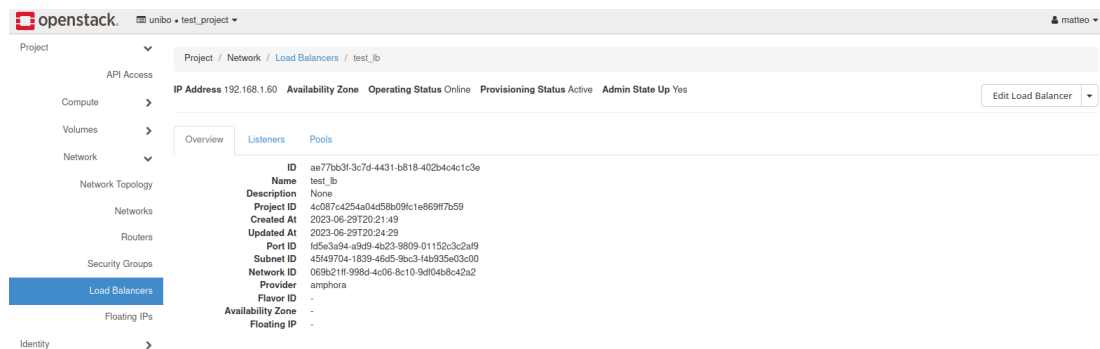 openstack. unibo • test_project
matteo
Project
API Access
Compute
Volumes
Network
Network Topology
Networks
Routers
Security Groups
Load Balancers
Floating IPs
Identity
Project / Network / Load Balancers / test_lb
IP Address 192.168.1.60 Availability Zone Operating Status Online Provisioning Status Active Admin State Up Yes
Edit Load Balancer
Overview Listeners Pools
ID ae77bb3f-3c7d-4431-b818-402b4c4c1c3e
Name test_lb
Description None
Project ID 4c087c4254a04d58b09fc1e869ff7b59
Created At 2023-06-29T20:21:49
Updated At 2023-06-29T20:24:29
Port ID fd5e3a94-a9d9-4b23-9809-01152c3c2af9
Subnet ID 45f49704-1839-46d5-9bc3-f4b935e03c00
Network ID 069b21ff-998d-4c06-8c10-9df04b8c42a2
Provider amphora
Flavor ID -
Availability Zone -
Floating IP -